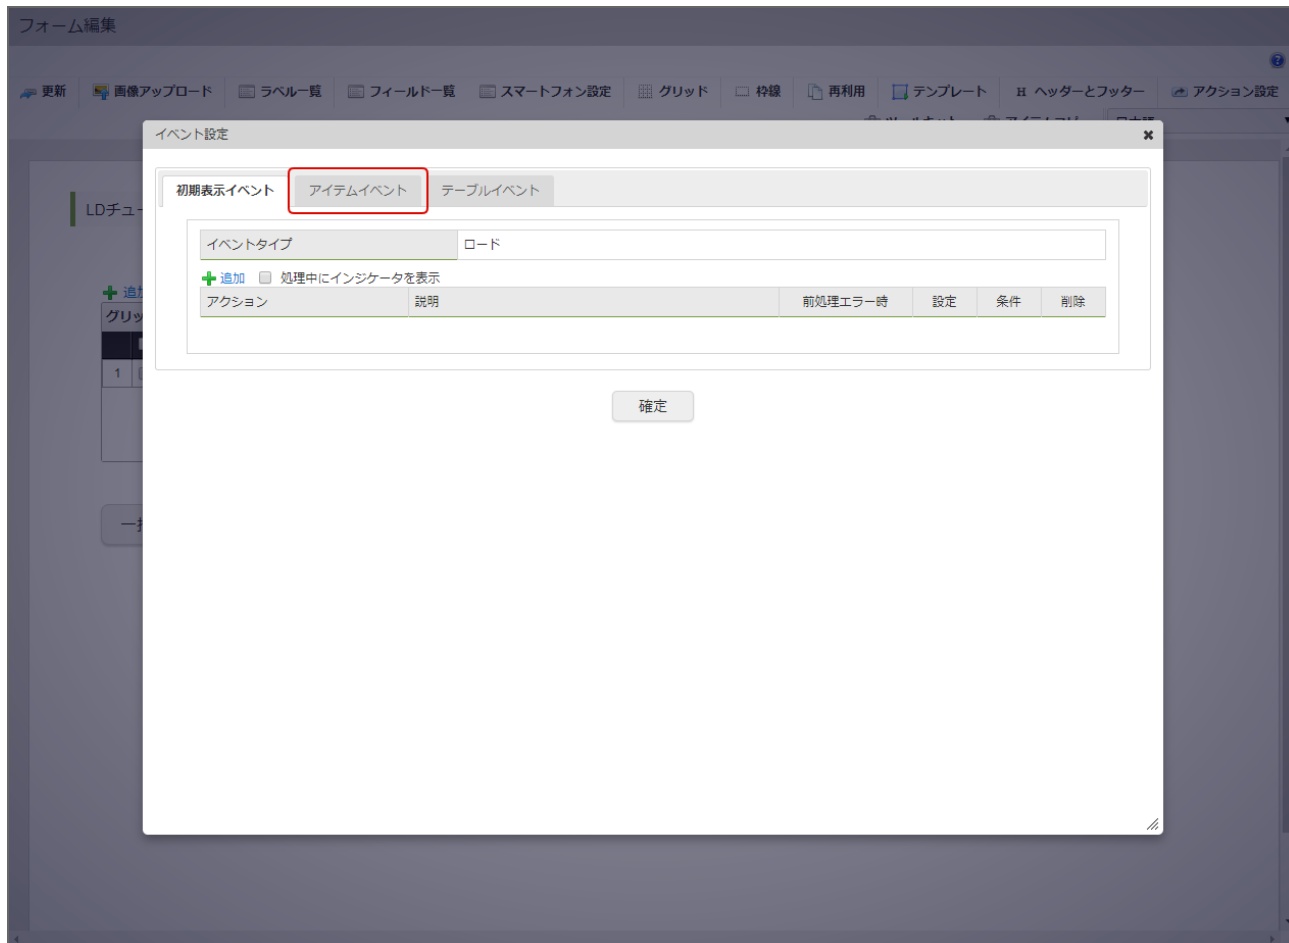 フォーム編集
更新 画像アップロード ラベル一覧 フィールド一覧 スマートフォン設定 グリッド 枠線 再利用 テンプレート H ヘッダーとフッター アクション設定
イベント設定
初期表示イベント アイテムイベント テーブルイベント
LDチュー
イベントタイプ ロード
追加 処理中にインジケータを表示
追加
アクション 説明 前処理エラー時 設定 条件 削除
グリッ
1
確定